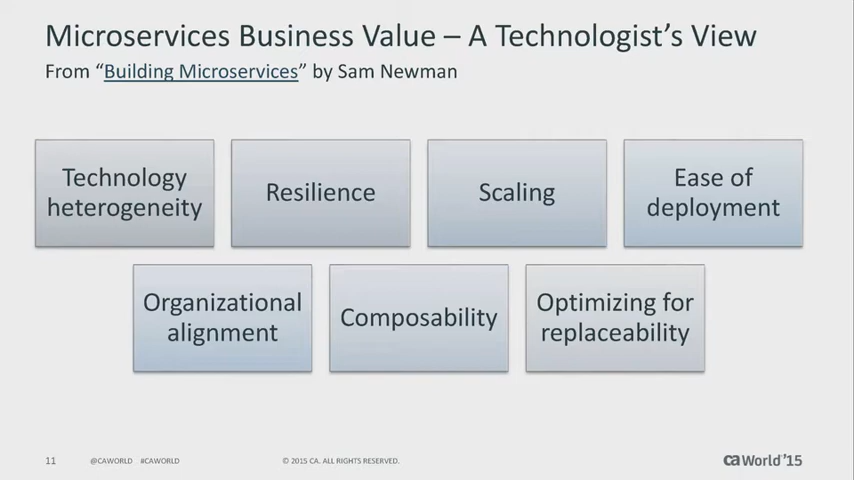 Microservices Business Value – A Technologist's View
From “Building Microservices” by Sam Newman
Technology
heterogeneity
Resilience
Scaling
Ease of
deployment
Organizational
alignment
Composability
Optimizing for
replaceability
11
@CAWORLD #CAWORLD
© 2015 CA. ALL RIGHTS RESERVED.
ca World '15